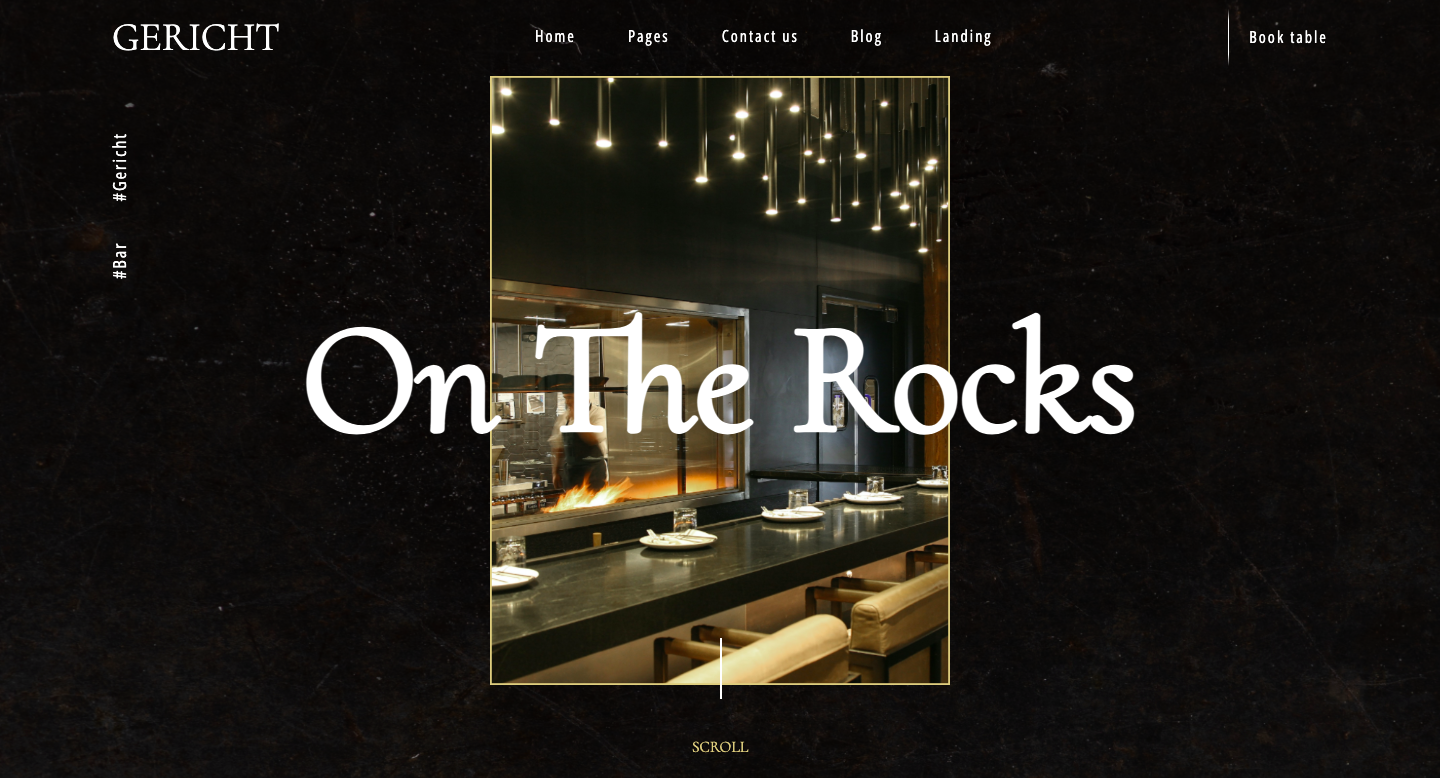 GERICHT
Home Pages Contact us Blog Landing
Book table
#Gericht
#Bar
On The Rocks
SCROLL